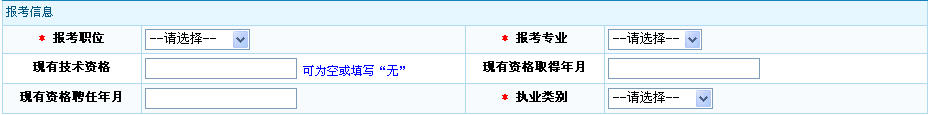 报考信息
* 报考职位 --请选择-- * 报考专业 --请选择--
现有技术资格 可为空或填写“无” 现有资格取得年月
现有资格聘任年月 * 执业类别 --请选择--